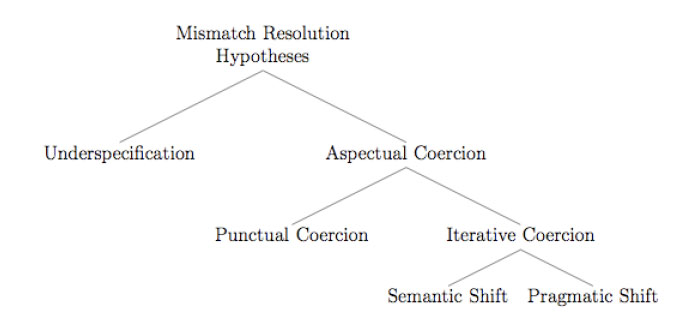 Mismatch Resolution
Hypotheses
Underspecification
Aspectual Coercion
Punctual Coercion
Iterative Coercion
Semantic Shift
Pragmatic Shift